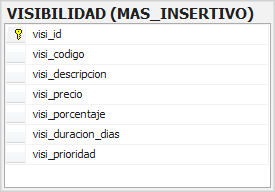 VISIBILIDAD (MAS_INSERTIVO)
visi_id
visi_codigo
visi_descripcion
visi_precio
visi_porcentaje
visi_duracion_dias
visi_prioridad